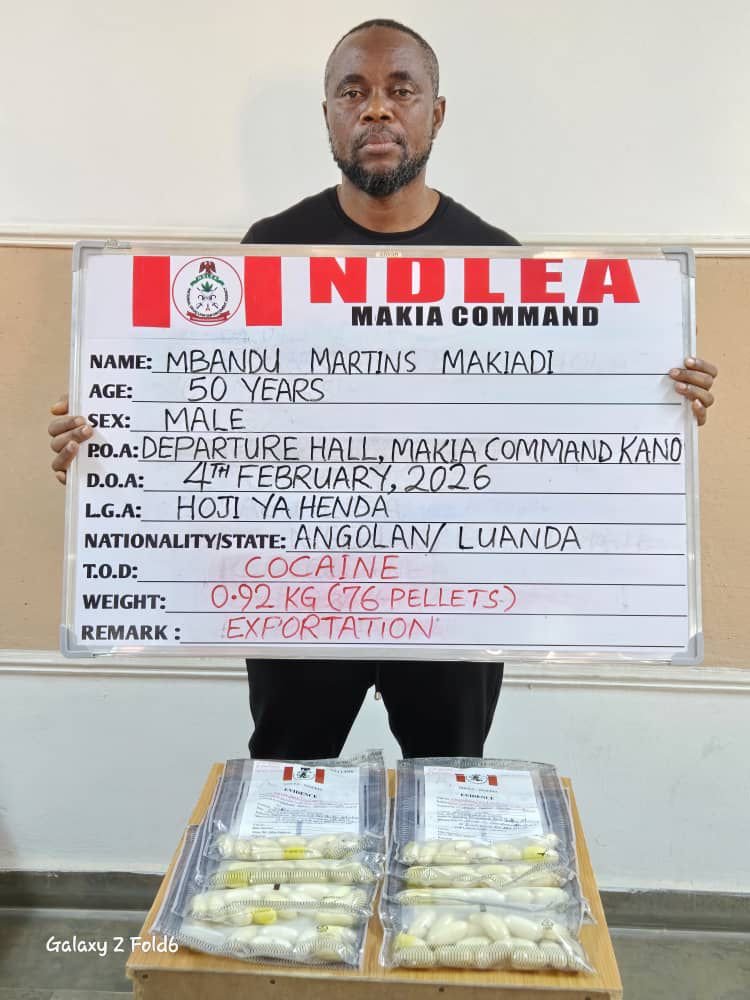 NDLEA
MAKIA COMMAND
NAME: MBANDU MARTINS MAKIADI
AGE: 50 YEARS
SEX: MALE
P.O.A: DEPARTURE HALL, MAKIA COMMAND KANO
D.O.A: 4TH FEBRUARY, 2026
L.G.A: HOJI YA HENDA
NATIONALITY/STATE: ANGOLAN/ LUANDA
T.O.D: COCAINE
WEIGHT: 0.92 KG (76 PELLETS)
REMARK: EXPORTATION
EVIDENCE
EVIDENCE
Galaxy Z Fold6